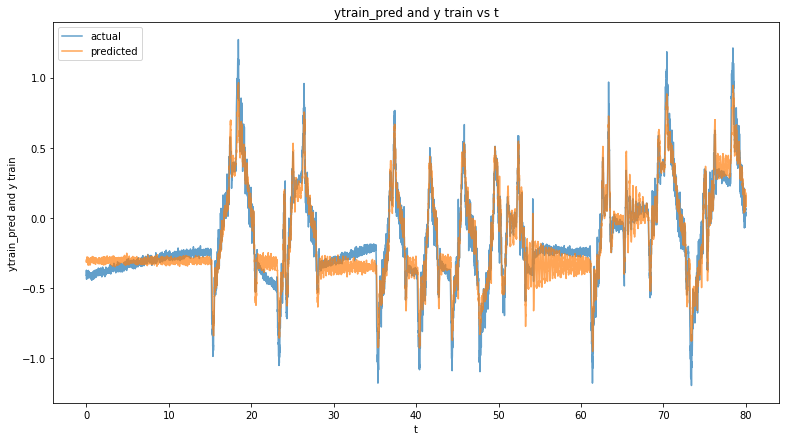 ytrain_pred and y train vs t
actual
predicted
1.0
0.5
0.0
−0.5
−1.0
ytrain_pred and y train
0 10 20 30 40 50 60 70 80
t